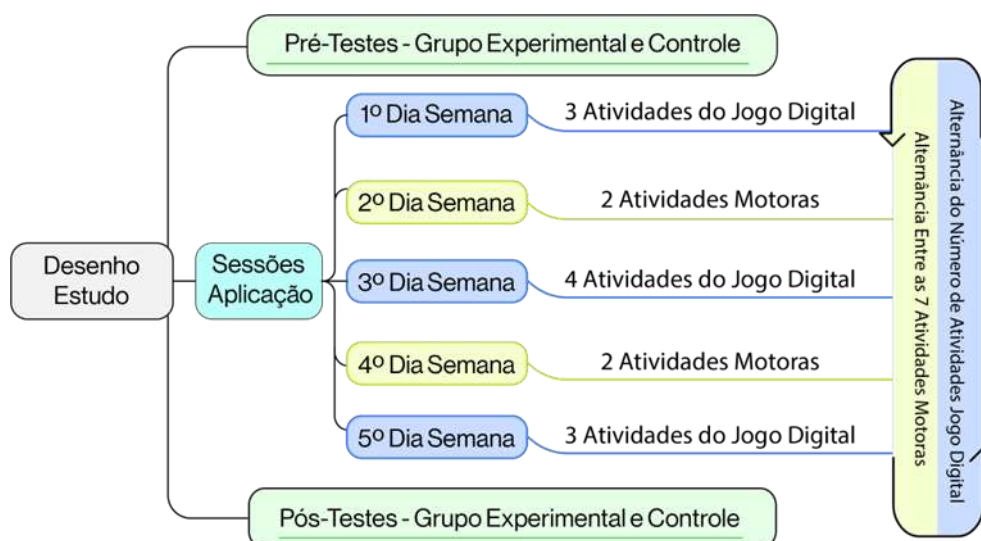 Pré-Testes - Grupo Experimental e Controle
1º Dia Semana
3 Atividades do Jogo Digital
2º Dia Semana
2 Atividades Motoras
Desenho
Estudo
Sessões
Aplicação
3º Dia Semana
4 Atividades do Jogo Digital
4º Dia Semana
2 Atividades Motoras
5º Dia Semana
3 Atividades do Jogo Digital
Pós-Testes - Grupo Experimental e Controle
Alternância Entre as 7 Atividades Motoras
Alternância do Número de Atividades Jogo Digital